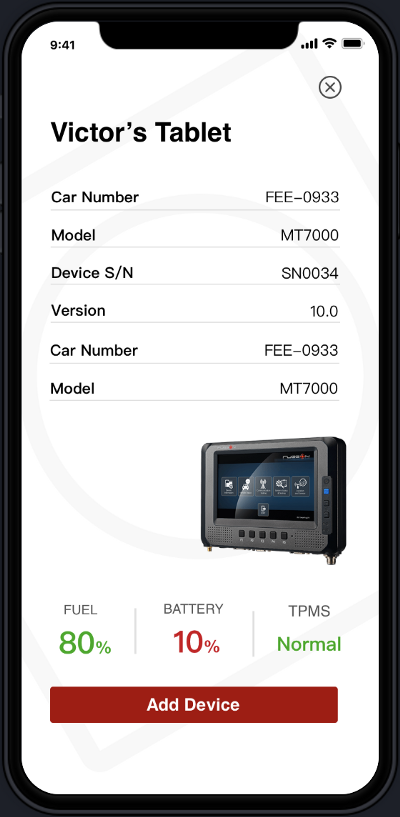 9:41
Victor's Tablet
Car Number FEE-0933
Model MT7000
Device S/N SN0034
Version 10.0
Car Number FEE-0933
Model MT7000
FUEL BATTERY TPMS
80% 10% Normal
Add Device